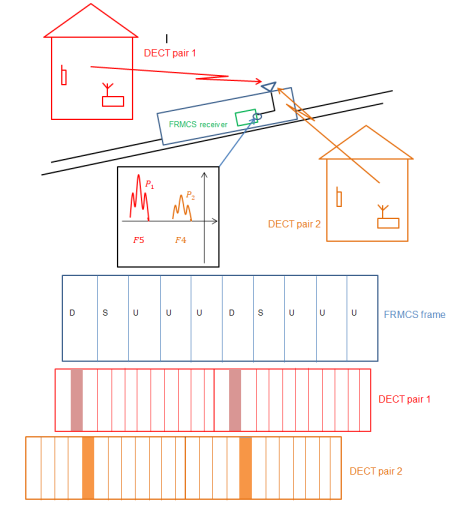 DECT pair 1
FRMCS receiver
P1
P2
F5
F4
DECT pair 2
D S U U U D S U U U
FRMCS frame
DECT pair 1
DECT pair 2